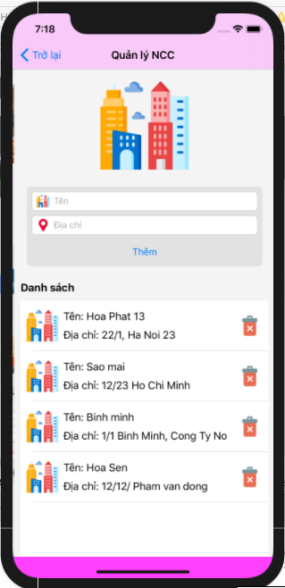 7:18
Trở lại
Quản lý NCC
Tên
Địa chỉ
Thêm
Danh sách
Tên: Hoa Phat 13
Địa chỉ: 22/1, Ha Noi 23
Tên: Sao mai
Địa chỉ: 12/23 Ho Chi Minh
Tên: Binh minh
Địa chỉ: 1/1 Binh Minh, Cong Ty No
Tên: Hoa Sen
Địa chỉ: 12/12/ Pham van dong